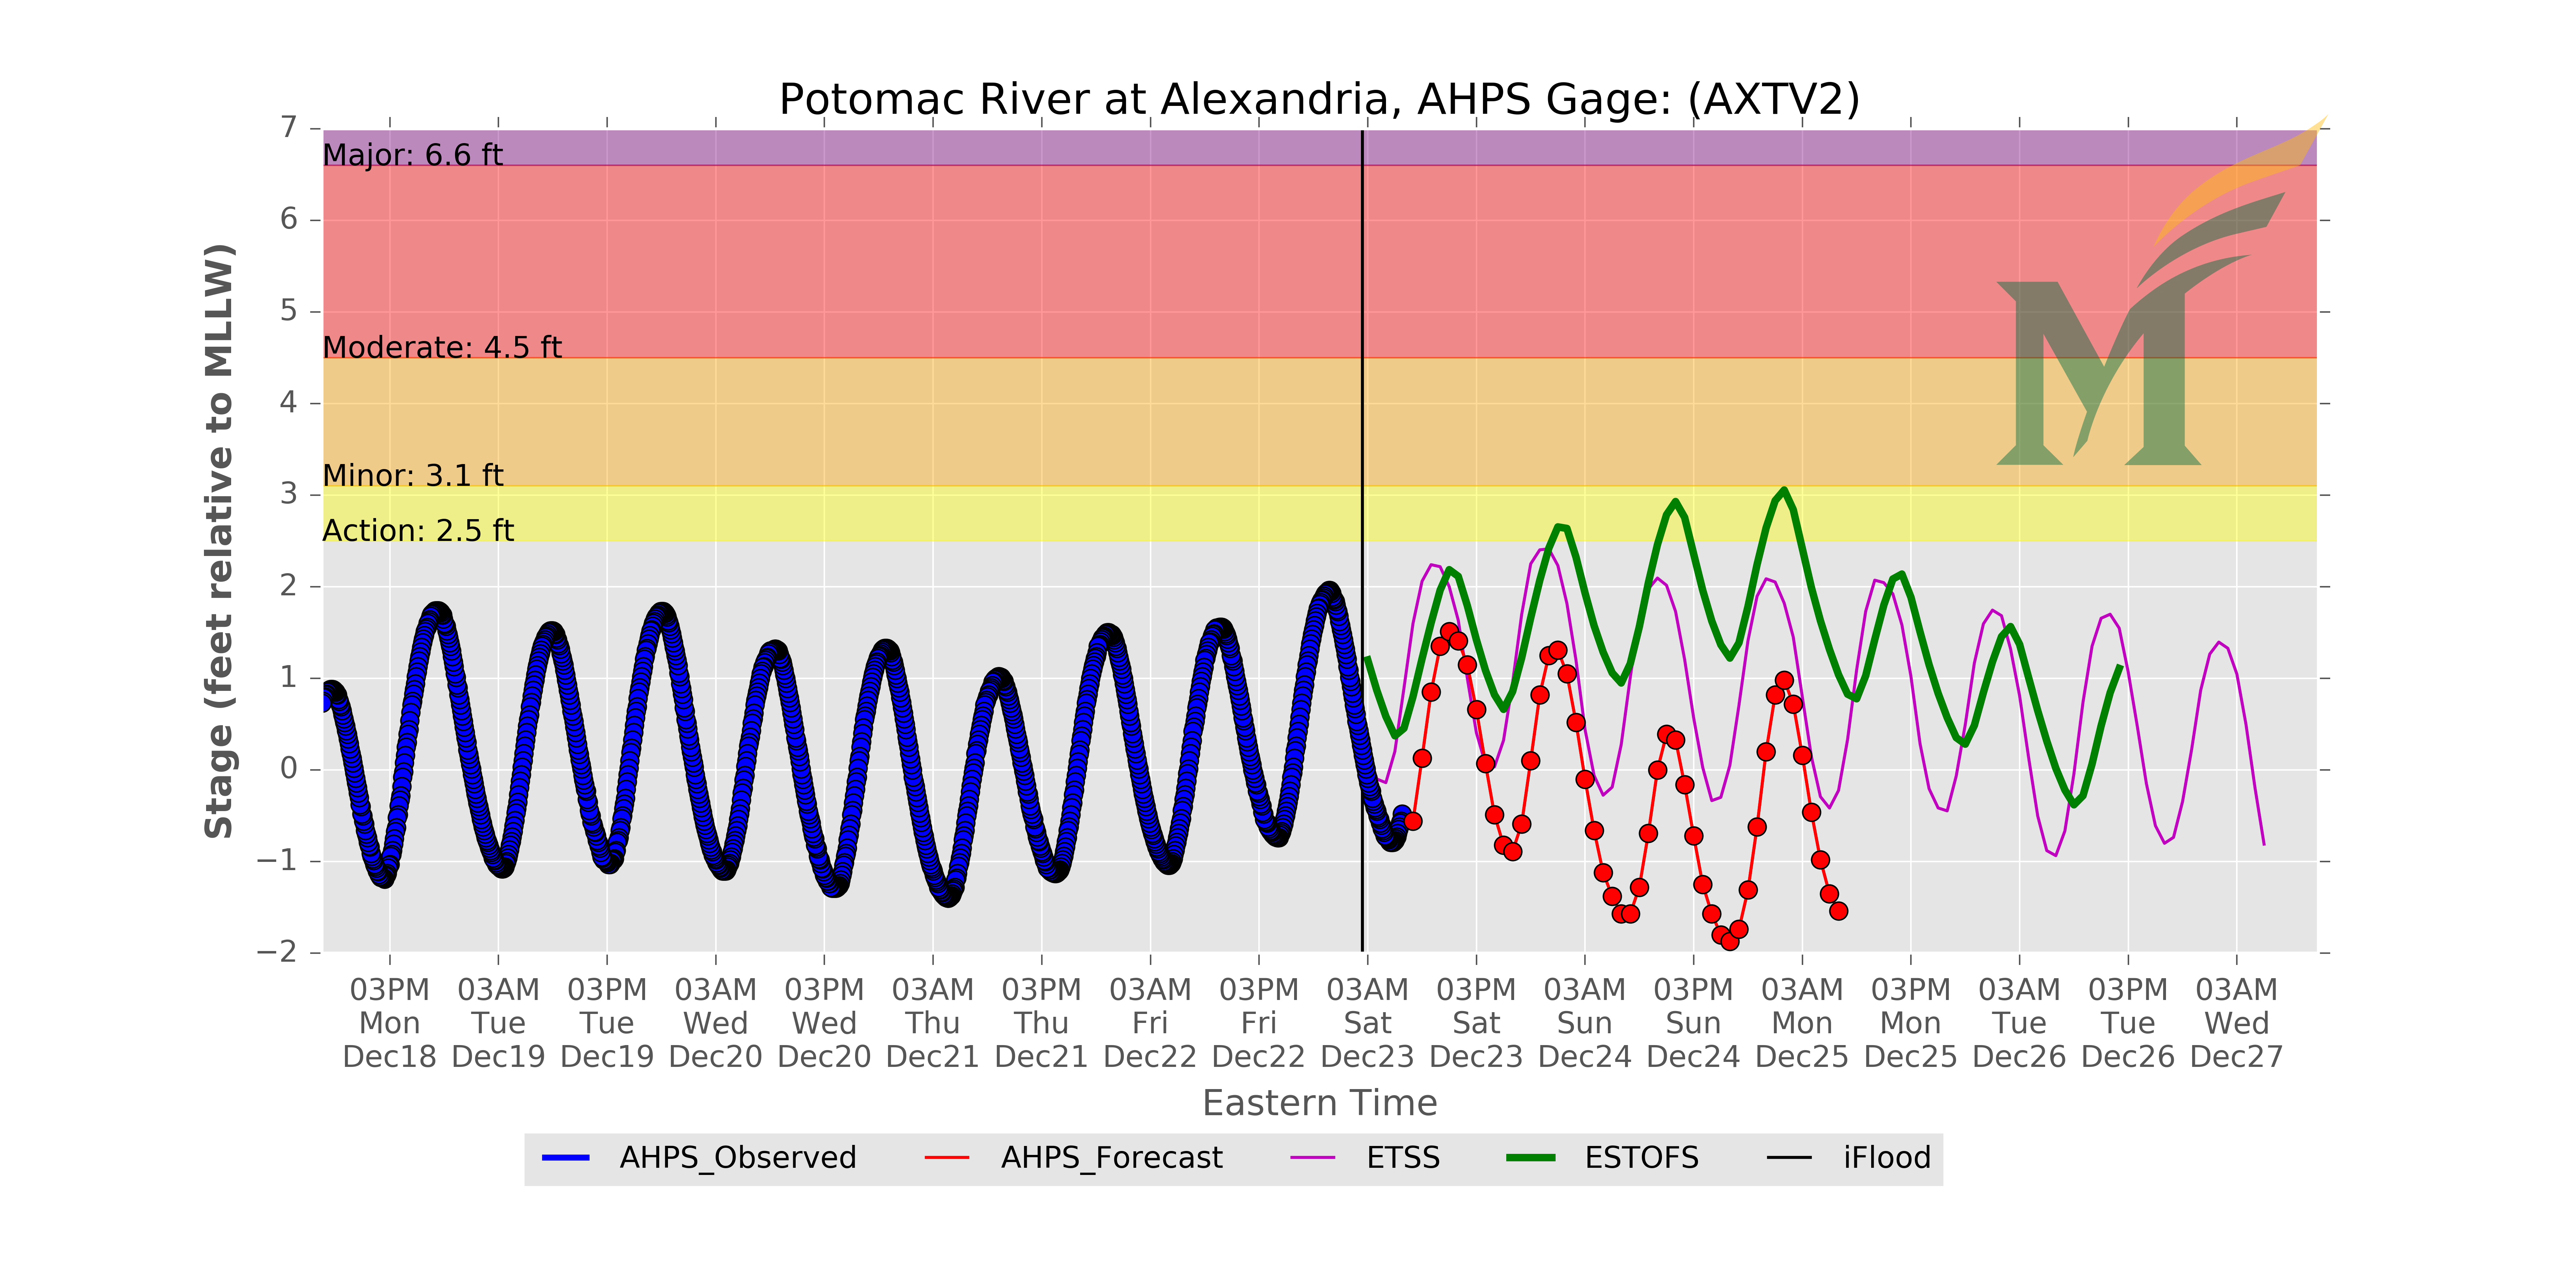 Potomac River at Alexandria, AHPS Gage: (AXTV2)
Stage (feet relative to MLLW)
7
6
5
4
3
2
1
0
−1
−2
Major: 6.6 ft
Moderate: 4.5 ft
Minor: 3.1 ft
Action: 2.5 ft
M
03PM 03AM 03PM 03AM 03PM 03AM 03PM 03AM 03PM 03AM 03PM 03AM 03PM 03AM 03PM 03AM 03PM 03AM
Mon Tue Tue Wed Wed Thu Thu Fri Fri Sat Sat Sun Sun Mon Mon Tue Tue Wed
Dec18 Dec19 Dec19 Dec20 Dec20 Dec21 Dec21 Dec22 Dec22 Dec23 Dec23 Dec24 Dec24 Dec25 Dec25 Dec26 Dec26 Dec27
Eastern Time
AHPS_Observed AHPS_Forecast ETSS ESTOFS iFlood